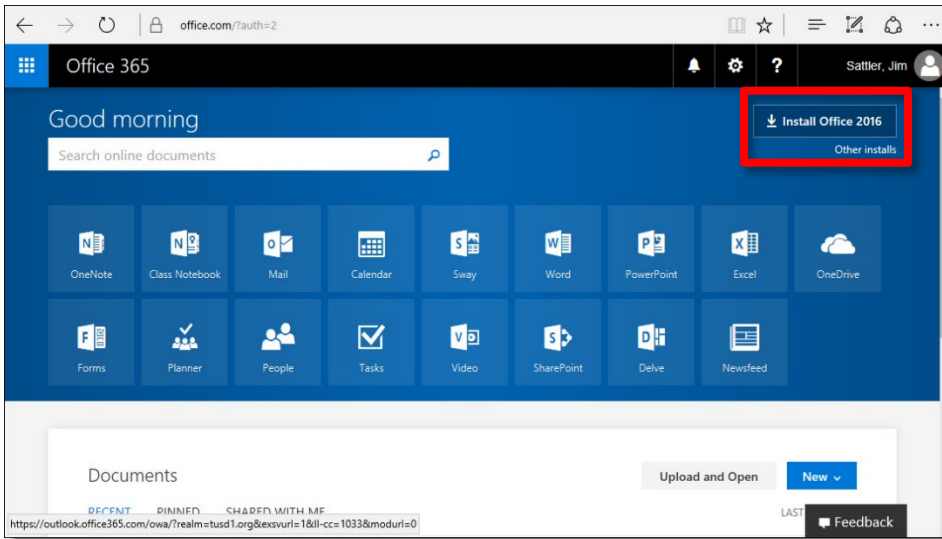 office.com/?auth=2
Office 365
?
Sattler, Jim
Good morning
Install Office 2016
Other installs
Search online documents
OneNote
Class Notebook
Mail
Calendar
Sway
Word
PowerPoint
Excel
OneDrive
Forms
Planner
People
Tasks
Video
SharePoint
Delve
Newsfeed
Documents
Upload and Open
New
RECENT PINNED SHARED WITH ME
LAST
https://outlook.office365.com/owa/?realm=tusd1.org&exsvurl=1&ll-cc=1033&modurl=0
Feedback